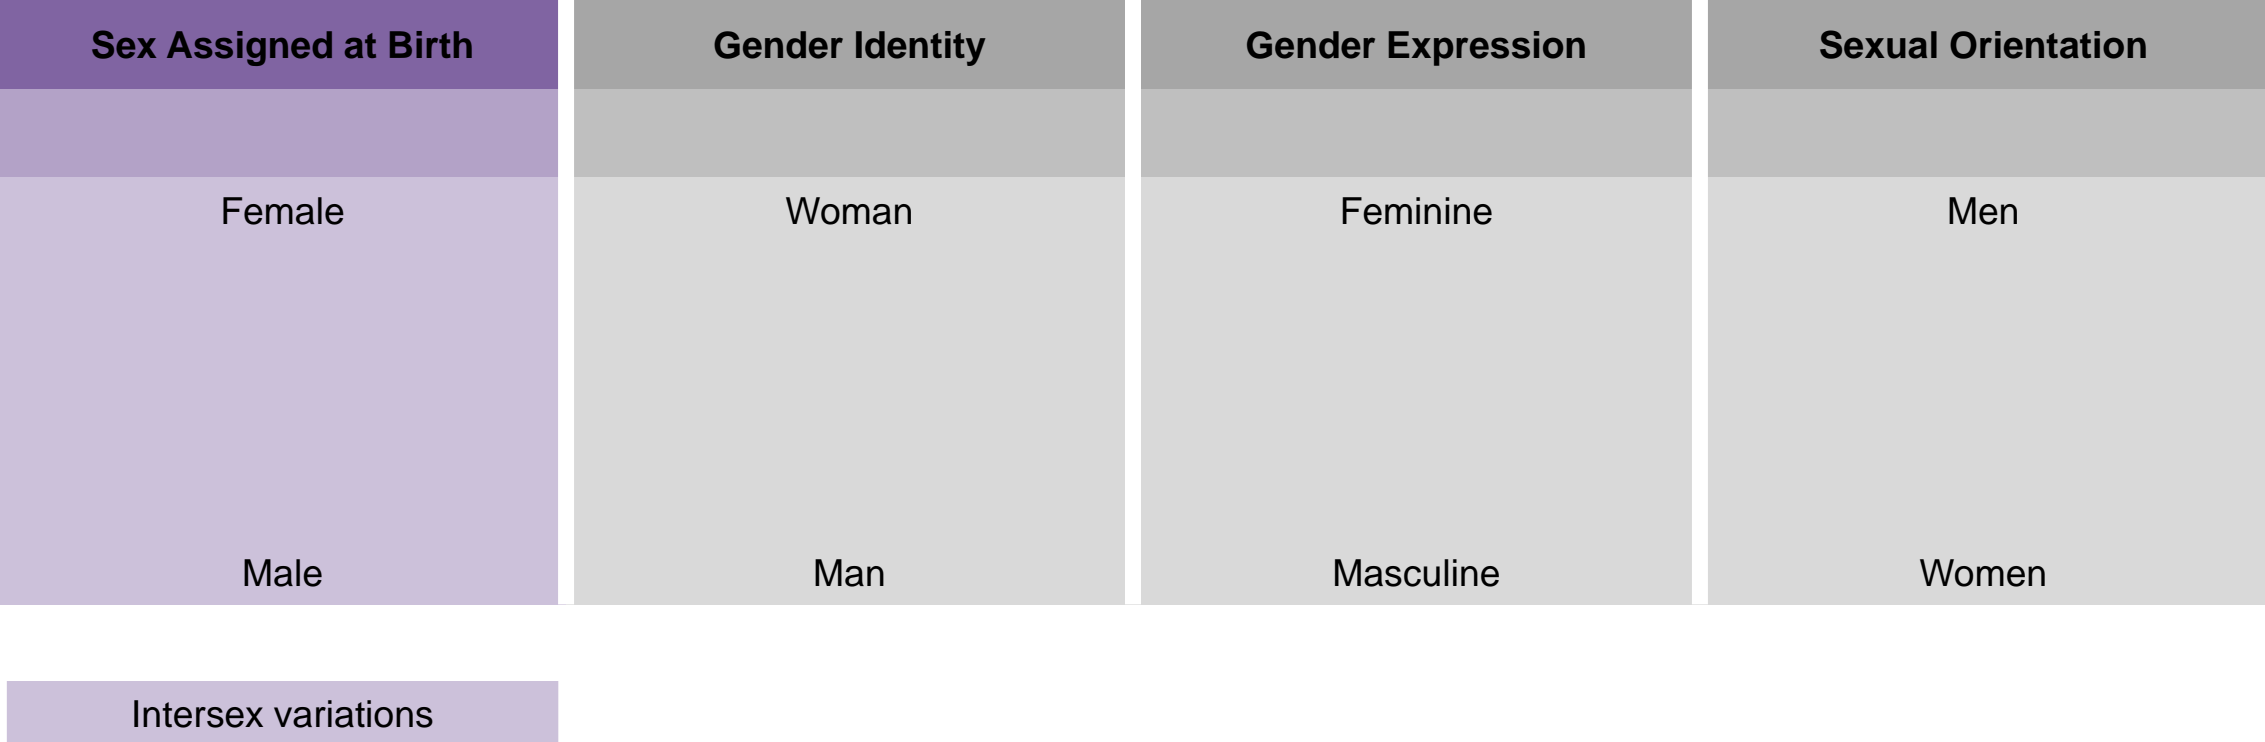 Sex Assigned at Birth
Gender Identity
Gender Expression
Sexual Orientation
Female
Woman
Feminine
Men
Male
Man
Masculine
Women
Intersex variations